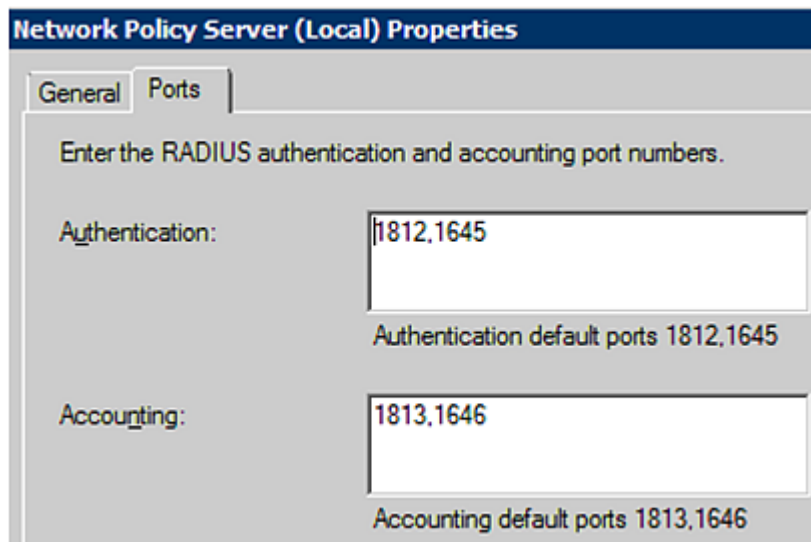 Network Policy Server (Local) Properties
General Ports
Enter the RADIUS authentication and accounting port numbers.
Authentication: 1812,1645
Authentication default ports 1812,1645
Accounting: 1813,1646
Accounting default ports 1813,1646